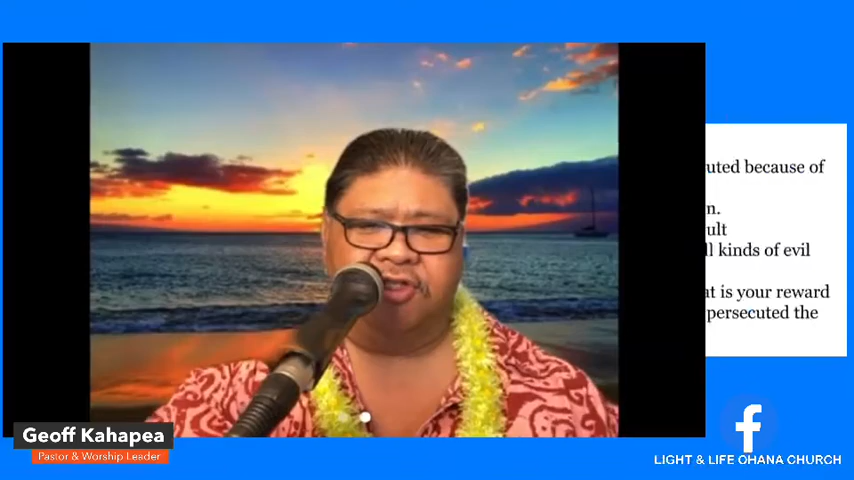 uted because of
n.
ult
ll kinds of evil
at is your reward
persecuted the
Geoff Kahapea
Pastor & Worship Leader
LIGHT & LIFE OHANA CHURCH